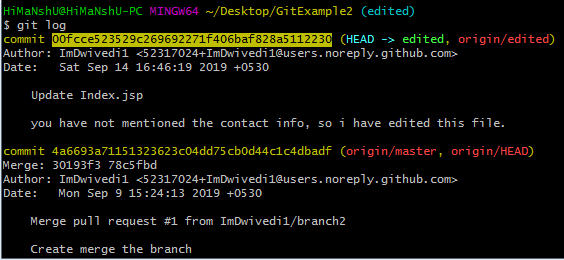 HiMaNshU@HiMaNshU-PC MINGW64 ~/Desktop/GitExample2 (edited)
$ git log
commit 00fcce523529c269692271f406baf828a5112230 (HEAD -> edited, origin/edited)
Author: ImDwivedi1 <52317024+ImDwivedi1@users.noreply.github.com>
Date:   Sat Sep 14 16:46:19 2019 +0530
Update Index.jsp
you have not mentioned the contact info, so i have edited this file.
commit 4a6693a71151323623c04dd75cb0d44c1c4dbadf (origin/master, origin/HEAD)
Merge: 30193f3 78c5fbd
Author: ImDwivedi1 <52317024+ImDwivedi1@users.noreply.github.com>
Date:   Mon Sep 9 15:24:13 2019 +0530
Merge pull request #1 from ImDwivedi1/branch2
Create merge the branch